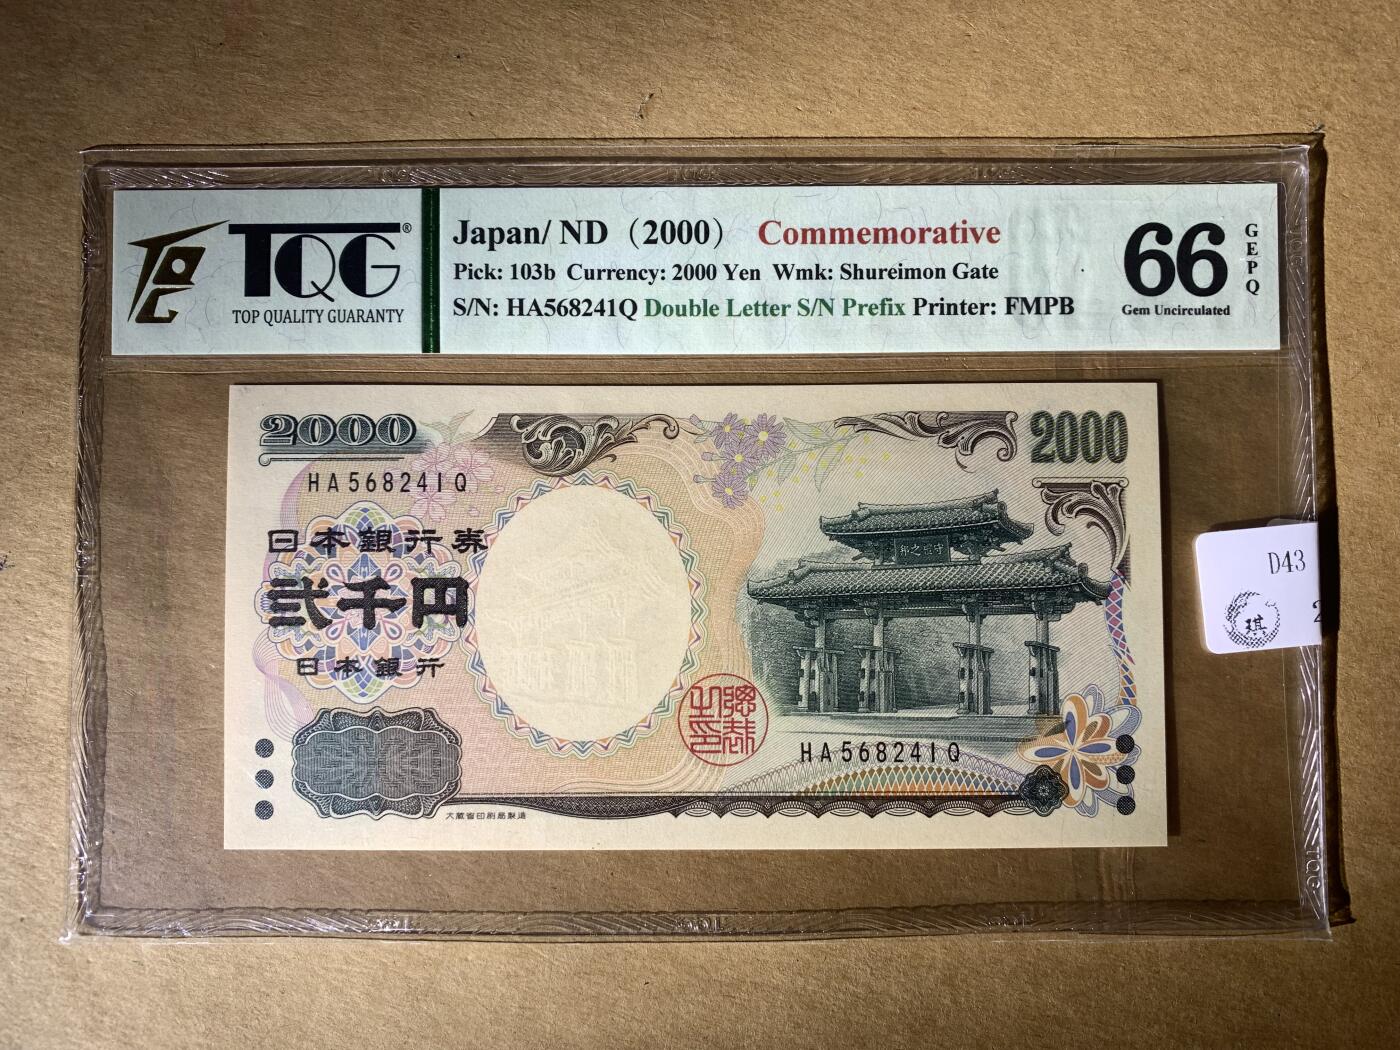 TQG®
TOP QUALITY GUARANTY
Japan/ ND（2000） Commemorative
Pick: 103b Currency: 2000 Yen Wmk: Shureimon Gate
S/N: HA568241Q Double Letter S/N Prefix Printer: FMPB
66
GEPQ
Gem Uncirculated
2000
2000
HA568241Q
日本銀行券
弐千円
日本銀行
守禮之邦
HA568241Q
大蔵省印刷局製造
D43
琪